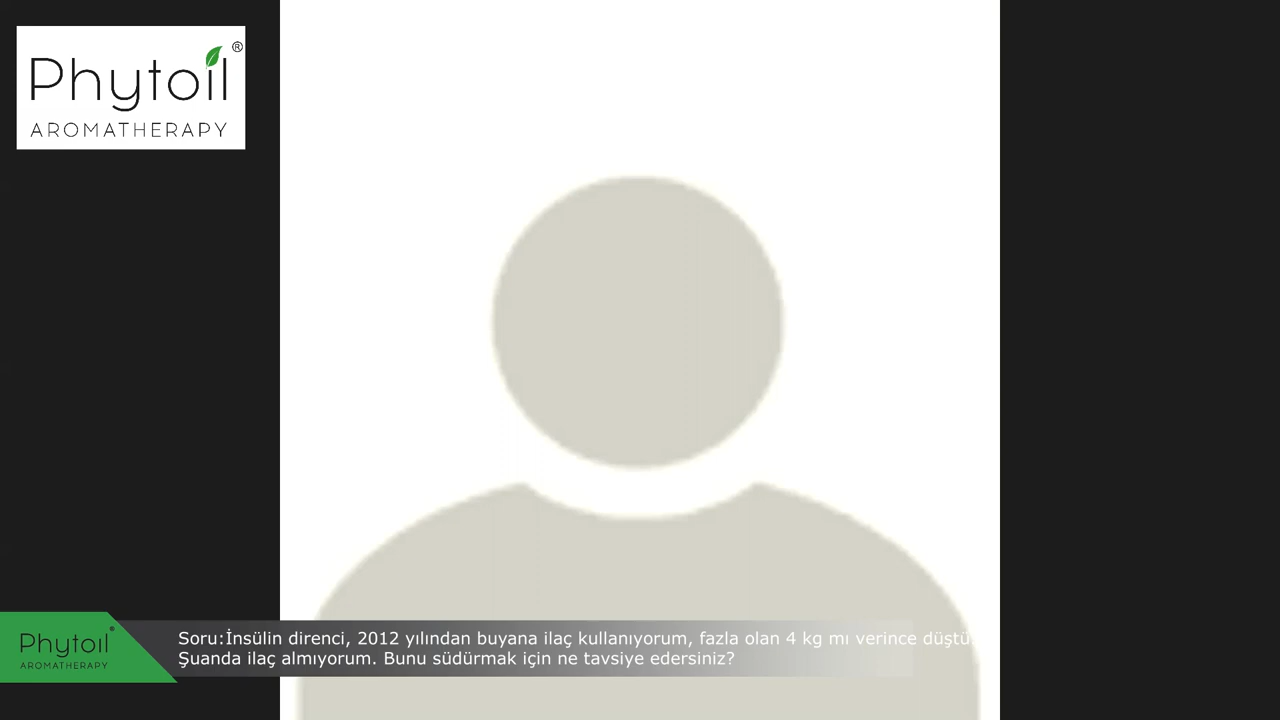 Phytoil®
AROMATHERAPY
Phytoil®
AROMATHERAPY
Soru:İnsülin direnci, 2012 yılından buyana ilaç kullanıyorum, fazla olan 4 kg mı verince düştü.
Şuanda ilaç almıyorum. Bunu südürmak için ne tavsiye edersiniz?